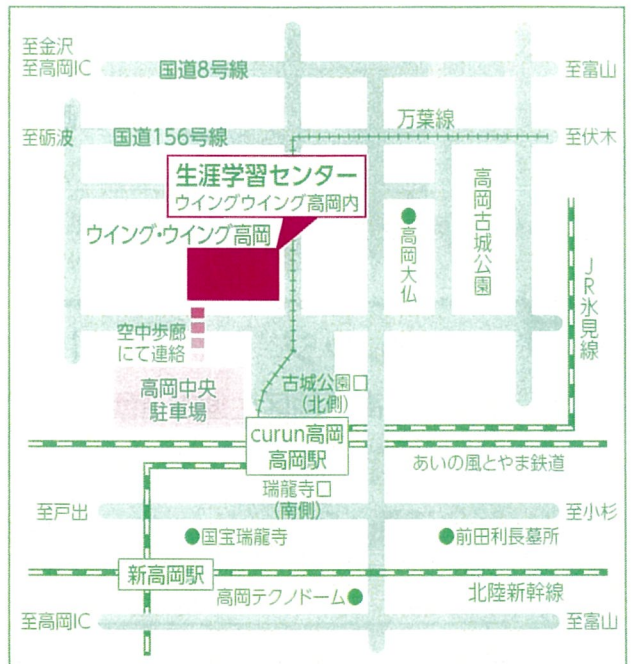 至金沢
至高岡IC
国道8号線
至富山
至砺波
国道156号線
万葉線
至伏木
生涯学習センター
ウイングウイング高岡内
ウイング・ウイング高岡
高岡大仏
高岡古城公園
JR氷見線
空中歩廊
にて連絡
高岡中央
駐車場
古城公園口
(北側)
curun高岡
高岡駅
あいの風とやま鉄道
瑞龍寺口
(南側)
至戸出
至小杉
国宝瑞龍寺
前田利長墓所
新高岡駅
北陸新幹線
高岡テクノドーム
至高岡IC
至富山